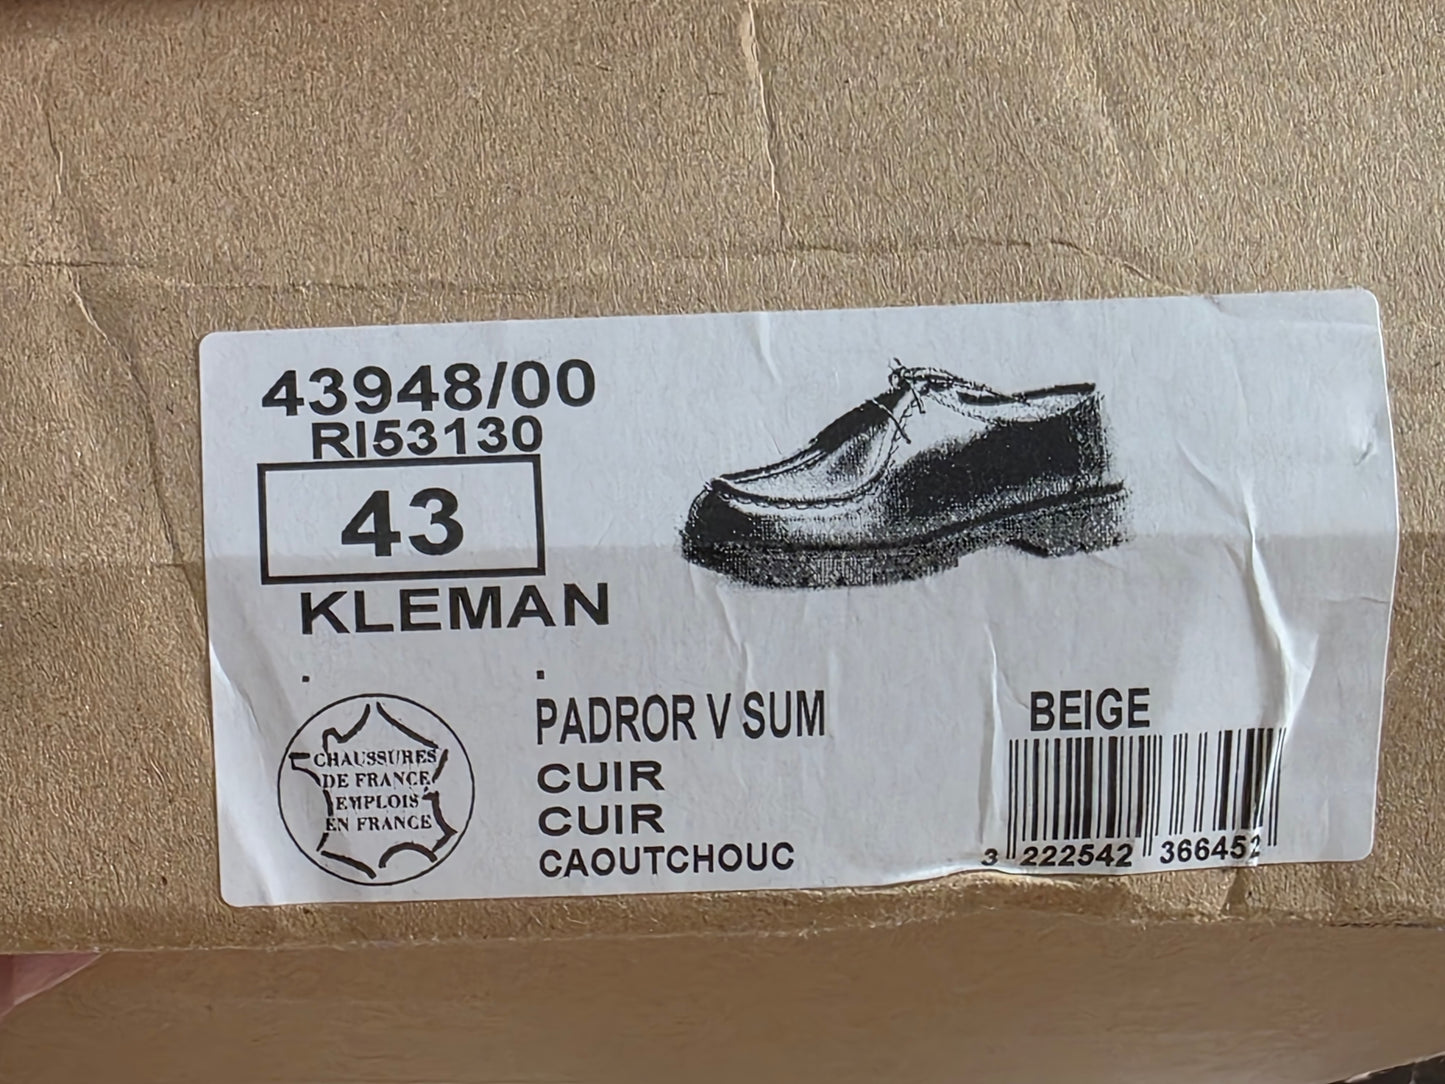 43948/00
RI53130
43
KLEMAN
. .
CHAUSSURES
DE FRANCE
EMPLOIS
EN FRANCE
PADROR V SUM
CUIR
CUIR
CAOUTCHOUC
BEIGE
3 222542 366452